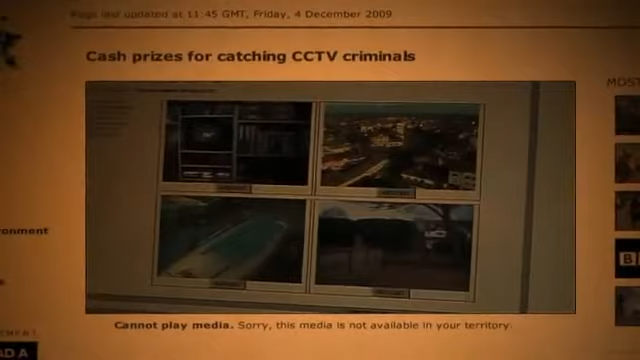 Page last updated at 11:45 GMT, Friday, 4 December 2009
Cash prizes for catching CCTV criminals
MOST
ronment
B
Cannot play media. Sorry, this media is not available in your territory.
AD A